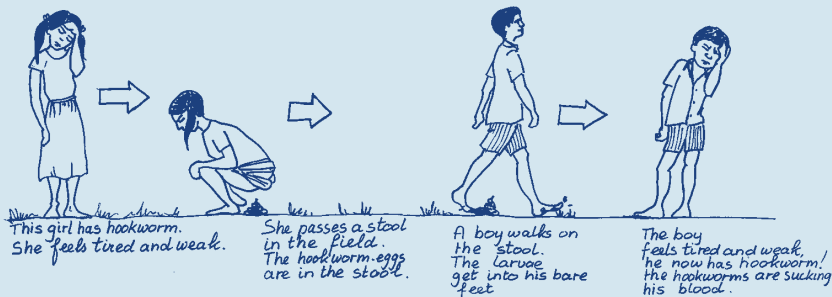 This girl has hookworm.
She feels tired and weak.
She passes a stool
in the field.
The hookworm-eggs
are in the stool.
A boy walks on
the stool.
The larvae
get into his bare
feet
The boy
feels tired and weak,
he now has hookworm!
the hookworms are sucking
his blood.